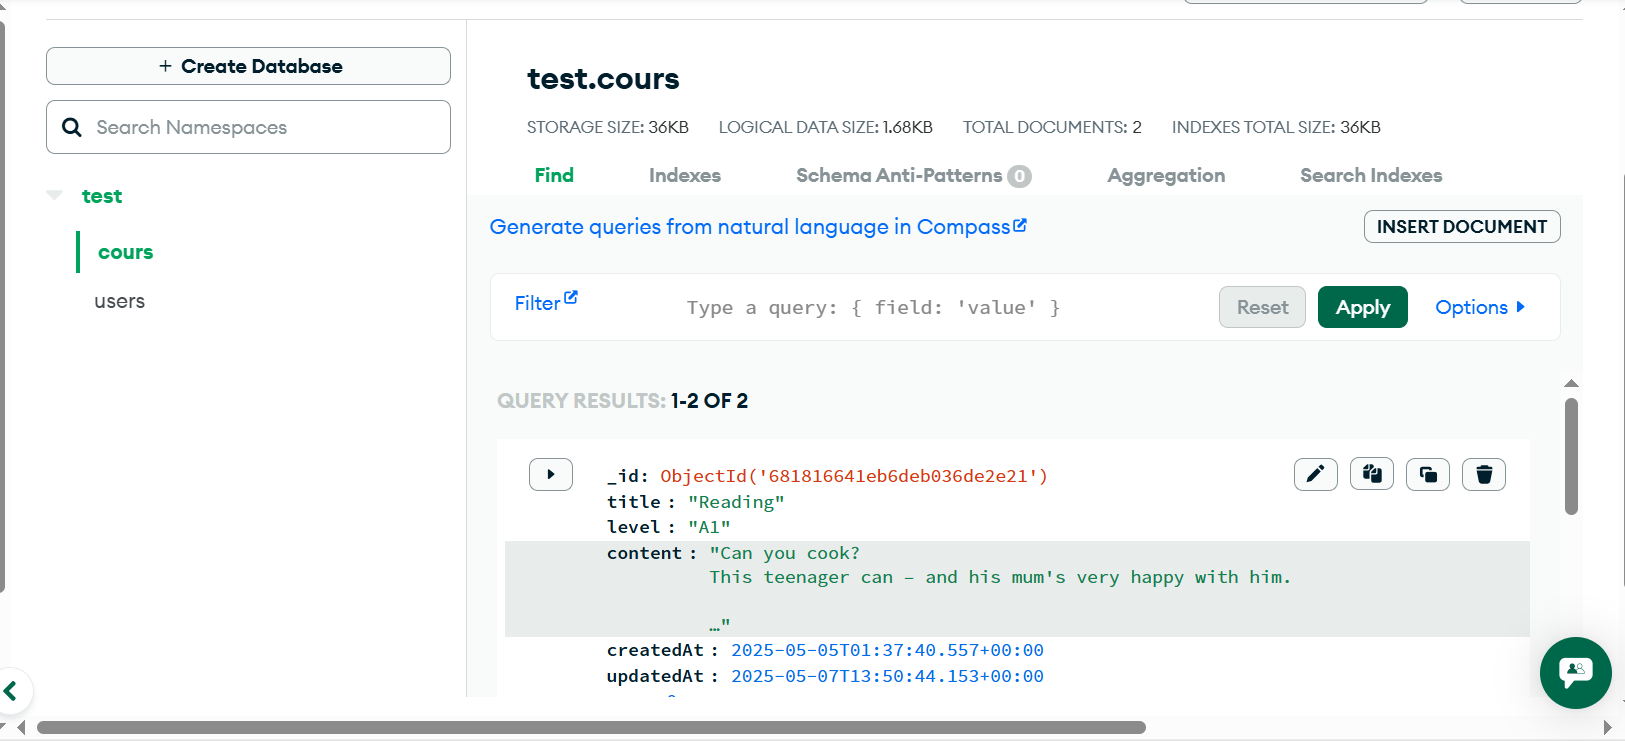 + Create Database
Search Namespaces
test
cours
users
test.cours
STORAGE SIZE: 36KB LOGICAL DATA SIZE: 1.68KB TOTAL DOCUMENTS: 2 INDEXES TOTAL SIZE: 36KB
Find Indexes Schema Anti-Patterns 0 Aggregation Search Indexes
Generate queries from natural language in Compass
INSERT DOCUMENT
Filter Type a query: { field: 'value' } Reset Apply Options
QUERY RESULTS: 1-2 OF 2
_id: ObjectId('681816641eb6deb036de2e21')
title : "Reading"
level : "A1"
content : "Can you cook?
This teenager can – and his mum's very happy with him.
…"
createdAt : 2025-05-05T01:37:40.557+00:00
updatedAt : 2025-05-07T13:50:44.153+00:00